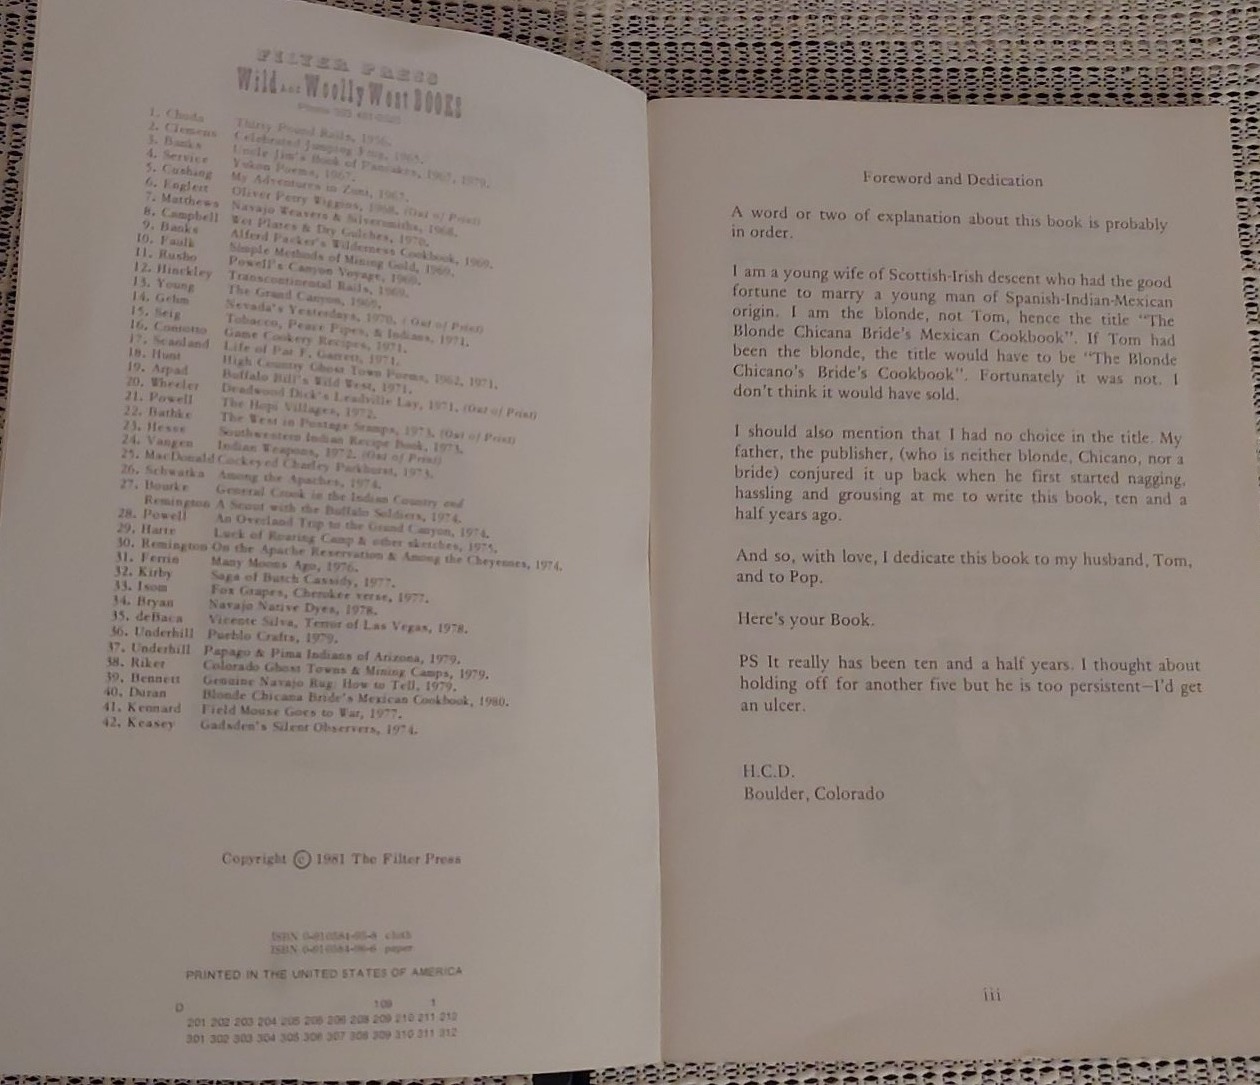 FILTER PRESS
Wild and Woolly West BOOKS
1. Choda Thirty Pound Rails, 1956.
2. Clemens Celebrated Jumping Frog, 1965.
3. Banks Uncle Jim's Book of Pancakes, 1967, 1979.
4. Service Yukon Poems, 1967.
5. Cushing My Adventures in Zuni, 1967.
6. Englert Oliver Perry Wiggins, 1968. (Out of Print)
7. Matthews Navajo Weavers & Silversmiths, 1968.
8. Campbell Wet Plates & Dry Gulches, 1970.
9. Banks Alferd Packer's Wilderness Cookbook, 1969.
10. Faulk Simple Methods of Mining Gold, 1969.
11. Rusho Powell's Canyon Voyage, 1969.
12. Hinckley Transcontinental Rails, 1969.
13. Young The Grand Canyon, 1969.
14. Gehm Nevada's Yesterdays, 1970. (Out of Print)
15. Seig Tobacco, Peace Pipes, & Indians, 1971.
16. Game Cookery Recipes, 1971.
17. Scanland Life of Pat F. Garrett, 1971.
18. Hunt High Country Ghost Town Poems, 1962, 1971.
19. Arpad Buffalo Bill's Wild West, 1971.
20. Wheeler Deadwood Dick's Leadville Lay, 1971. (Out of Print)
21. Powell The Hopi Villages, 1972.
22. Bathke The West in Postage Stamps, 1973. (Out of Print)
23. Hesse Southwestern Indian Recipe Book, 1973.
24. Vangen Indian Weapons, 1972. (Out of Print)
25. MacDonald Cockeyed Charley Parkhurst, 1973.
26. Schwatka Among the Apaches, 1974.
27. Bourke General Crook in the Indian Country and
Remington A Scout with the Buffalo Soldiers, 1974.
28. Powell An Overland Trip to the Grand Canyon, 1974.
29. Harte Luck of Roaring Camp & other sketches, 1975.
30. Remington On the Apache Reservation & Among the Cheyennes, 1974.
31. Ferrin Many Moons Ago, 1976.
32. Kirby Saga of Butch Cassidy, 1977.
33. Isom Fox Grapes, Cherokee verse, 1977.
34. Bryan Navajo Native Dyes, 1978.
35. deBaca Vicente Silva, Terror of Las Vegas, 1978.
36. Underhill Pueblo Crafts, 1979.
37. Underhill Papago & Pima Indians of Arizona, 1979.
38. Riker Colorado Ghost Towns & Mining Camps, 1979.
39. Bennett Genuine Navajo Rug: How to Tell, 1979.
40. Duran Blonde Chicana Bride's Mexican Cookbook, 1980.
41. Kennard Field Mouse Goes to War, 1977.
42. Keasey Gadsden's Silent Observers, 1974.
Copyright © 1981 The Filter Press
ISBN 0-910584-95-8 cloth
ISBN 0-910584-96-6 paper
PRINTED IN THE UNITED STATES OF AMERICA
D 109 1
201 202 203 204 205 206 206 208 209 210 211 212
301 302 303 304 305 306 307 308 309 310 311 312
Foreword and Dedication
A word or two of explanation about this book is probably
in order.
I am a young wife of Scottish-Irish descent who had the good
fortune to marry a young man of Spanish-Indian-Mexican
origin. I am the blonde, not Tom, hence the title “The
Blonde Chicana Bride's Mexican Cookbook”. If Tom had
been the blonde, the title would have to be “The Blonde
Chicano's Bride's Cookbook”. Fortunately it was not. I
don't think it would have sold.
I should also mention that I had no choice in the title. My
father, the publisher, (who is neither blonde, Chicano, nor a
bride) conjured it up back when he first started nagging,
hassling and grousing at me to write this book, ten and a
half years ago.
And so, with love, I dedicate this book to my husband, Tom,
and to Pop.
Here's your Book.
PS It really has been ten and a half years. I thought about
holding off for another five but he is too persistent—I'd get
an ulcer.
H.C.D.
Boulder, Colorado
iii